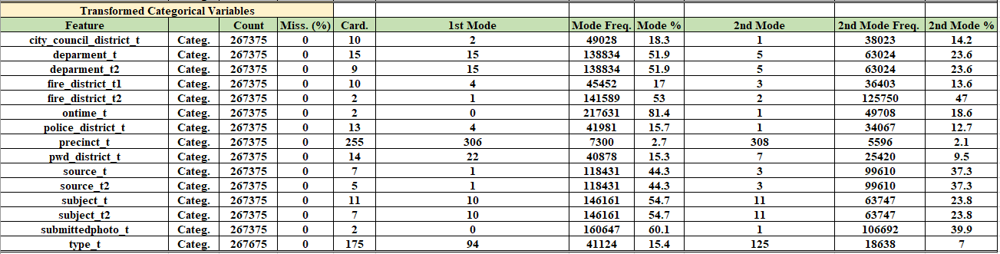 Transformed Categorical Variables
Feature Count Miss. (%) Card. 1st Mode Mode Freq. Mode % 2nd Mode 2nd Mode Freq. 2nd Mode %
city_council_district_t Categ. 267375 0 10 2 49028 18.3 1 38023 14.2
deparment_t Categ. 267375 0 15 15 138834 51.9 5 63024 23.6
deparment_t2 Categ. 267375 0 9 15 138834 51.9 5 63024 23.6
fire_district_t1 Categ. 267375 0 10 4 45452 17 3 36403 13.6
fire_district_t2 Categ. 267375 0 2 1 141589 53 2 125750 47
ontime_t Categ. 267375 0 2 0 217631 81.4 1 49708 18.6
police_district_t Categ. 267375 0 13 4 41981 15.7 1 34067 12.7
precinct_t Categ. 267375 0 255 306 7300 2.7 308 5596 2.1
pwd_district_t Categ. 267375 0 14 22 40878 15.3 7 25420 9.5
source_t Categ. 267375 0 7 1 118431 44.3 3 99610 37.3
source_t2 Categ. 267375 0 5 1 118431 44.3 3 99610 37.3
subject_t Categ. 267375 0 11 10 146161 54.7 11 63747 23.8
subject_t2 Categ. 267375 0 7 10 146161 54.7 11 63747 23.8
submittedphoto_t Categ. 267375 0 2 0 160647 60.1 1 106692 39.9
type_t Categ. 267675 0 175 94 41124 15.4 125 18638 7